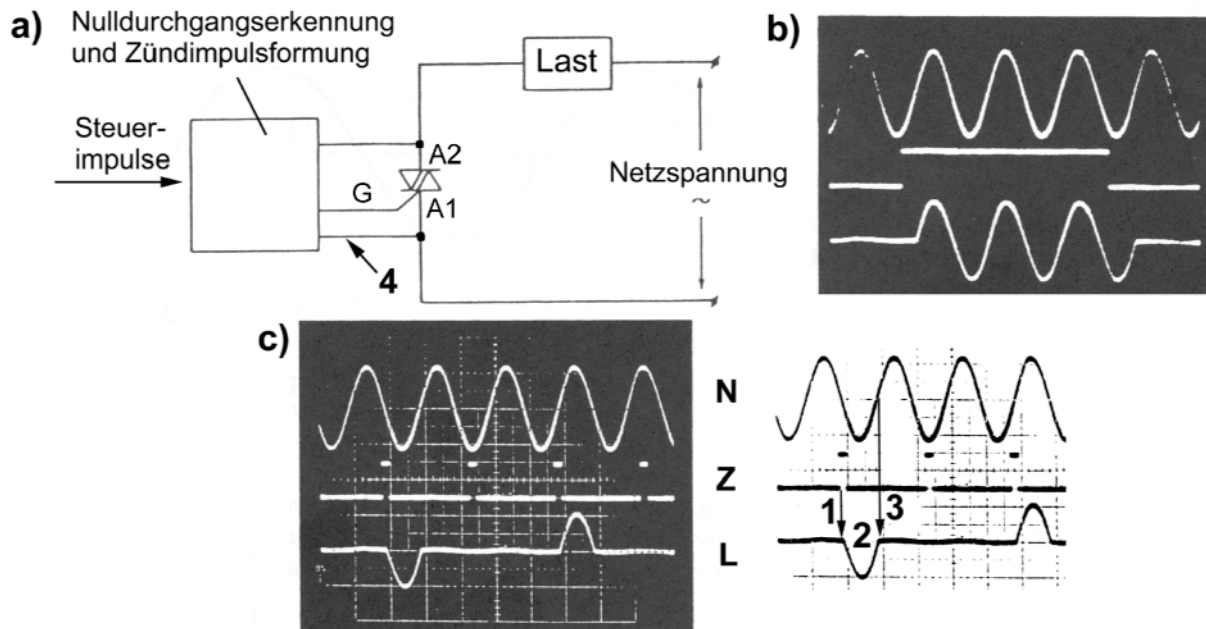 a)
Nulldurchgangserkennung
und Zündimpulsformung
Steuer-
impulse
G
A2
A1
4
Last
Netzspannung
~
b)
c)
N
Z
L
1
2
3